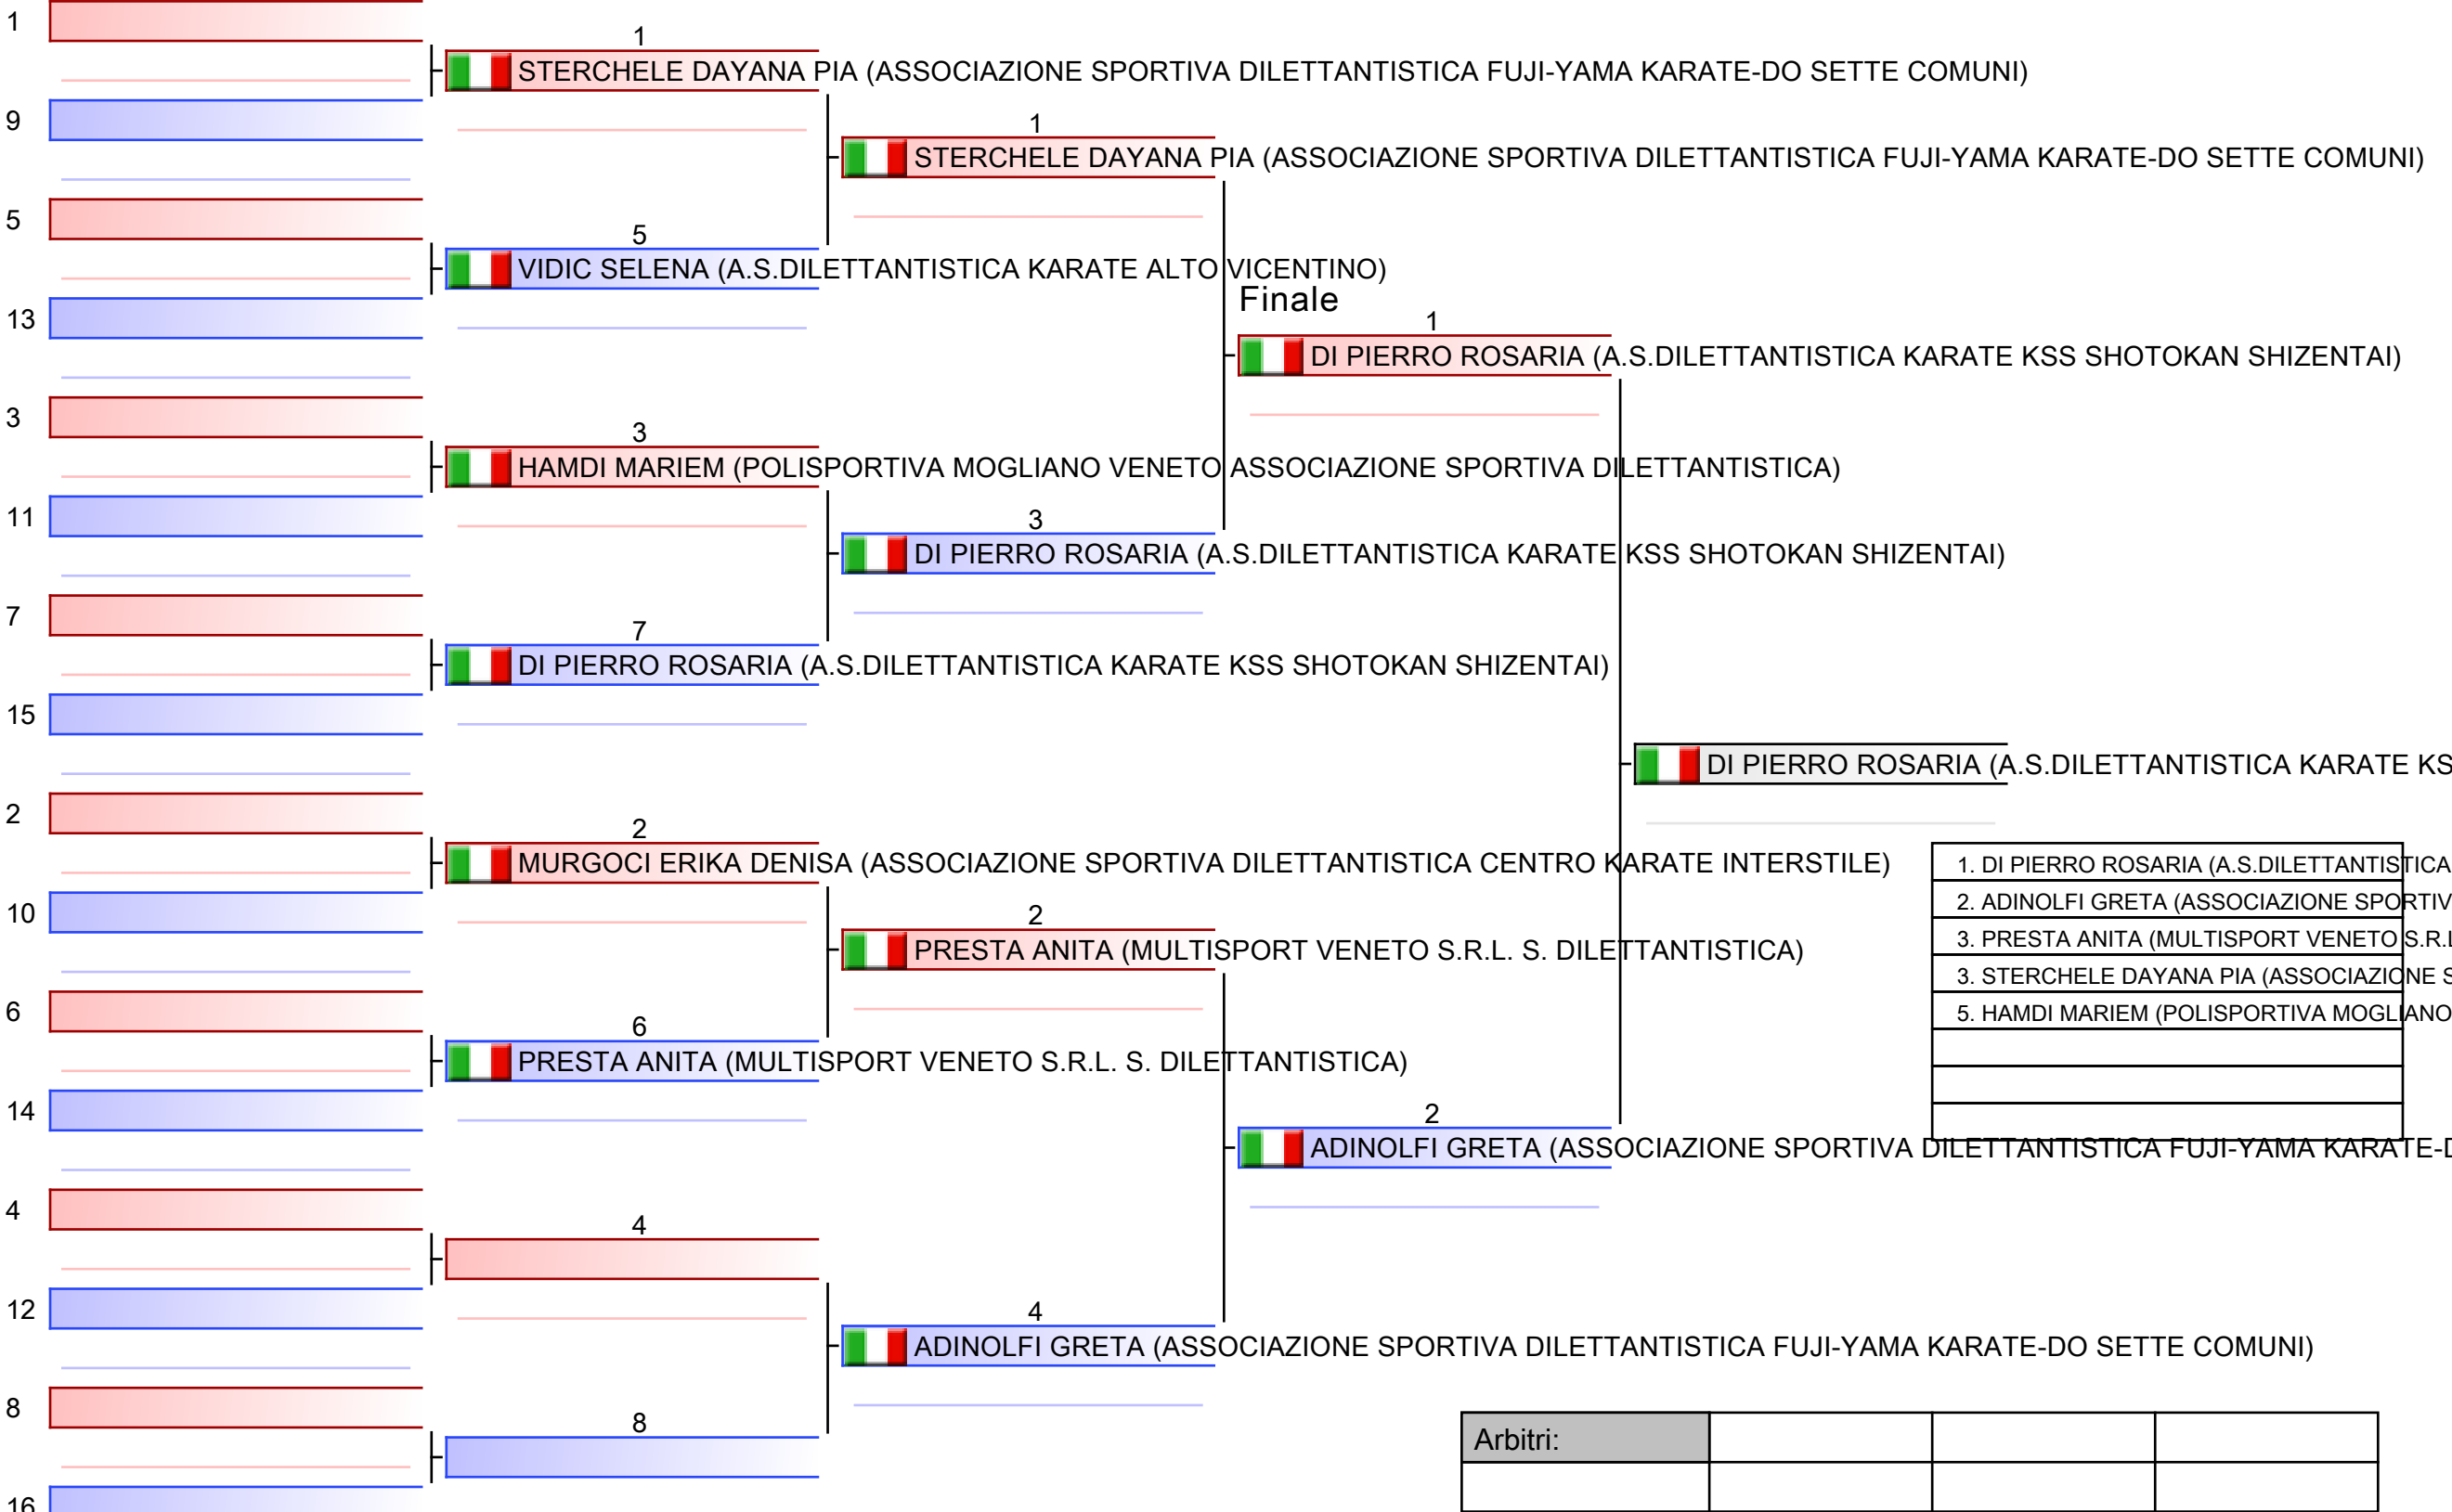 1
1
STERCHELE DAYANA PIA (ASSOCIAZIONE SPORTIVA DILETTANTISTICA FUJI-YAMA KARATE-DO SETTE COMUNI)
9
1
STERCHELE DAYANA PIA (ASSOCIAZIONE SPORTIVA DILETTANTISTICA FUJI-YAMA KARATE-DO SETTE COMUNI)
5
5
VIDIC SELENA (A.S.DILETTANTISTICA KARATE ALTO VICENTINO)
Finale
13
1
DI PIERRO ROSARIA (A.S.DILETTANTISTICA KARATE KSS SHOTOKAN SHIZENTAI)
3
3
HAMDI MARIEM (POLISPORTIVA MOGLIANO VENETO ASSOCIAZIONE SPORTIVA DILETTANTISTICA)
11
3
DI PIERRO ROSARIA (A.S.DILETTANTISTICA KARATE KSS SHOTOKAN SHIZENTAI)
7
7
DI PIERRO ROSARIA (A.S.DILETTANTISTICA KARATE KSS SHOTOKAN SHIZENTAI)
15
DI PIERRO ROSARIA (A.S.DILETTANTISTICA KARATE KS
2
2
MURGOCI ERIKA DENISA (ASSOCIAZIONE SPORTIVA DILETTANTISTICA CENTRO KARATE INTERSTILE)
1. DI PIERRO ROSARIA (A.S.DILETTANTISTICA
2. ADINOLFI GRETA (ASSOCIAZIONE SPORTIV
3. PRESTA ANITA (MULTISPORT VENETO S.R.L
3. STERCHELE DAYANA PIA (ASSOCIAZIONE S
5. HAMDI MARIEM (POLISPORTIVA MOGLIANO
10
2
PRESTA ANITA (MULTISPORT VENETO S.R.L. S. DILETTANTISTICA)
6
6
PRESTA ANITA (MULTISPORT VENETO S.R.L. S. DILETTANTISTICA)
14
2
ADINOLFI GRETA (ASSOCIAZIONE SPORTIVA DILETTANTISTICA FUJI-YAMA KARATE-D
4
4
12
4
ADINOLFI GRETA (ASSOCIAZIONE SPORTIVA DILETTANTISTICA FUJI-YAMA KARATE-DO SETTE COMUNI)
8
8
Arbitri:
16